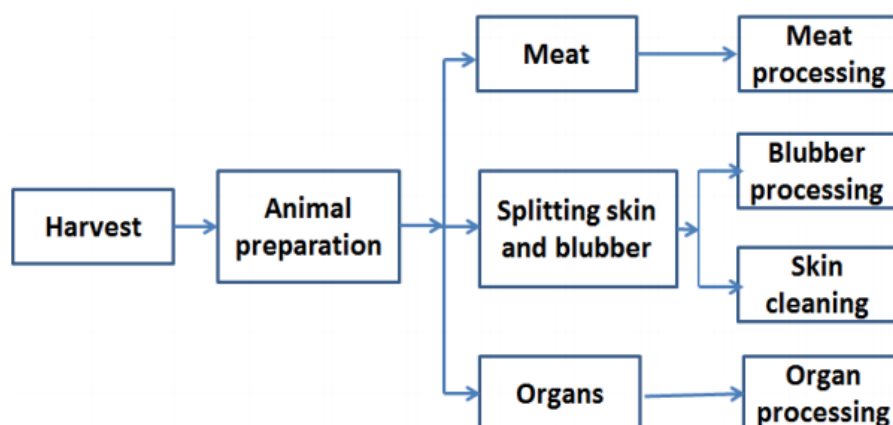 Harvest
Animal
preparation
Meat
Meat
processing
Splitting skin
and blubber
Blubber
processing
Skin
cleaning
Organs
Organ
processing